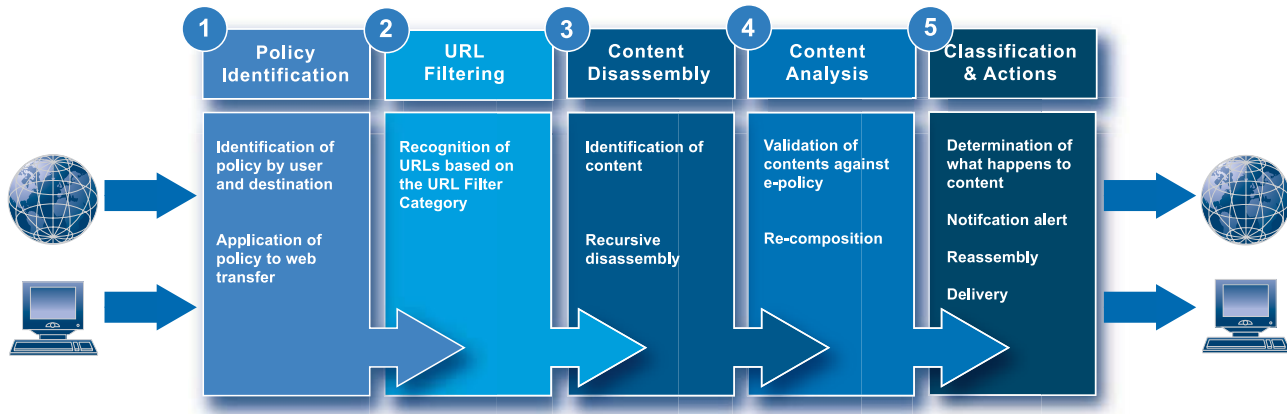 1
Policy
Identification
2
URL
Filtering
3
Content
Disassembly
4
Content
Analysis
5
Classification
& Actions
Identification of
policy by user
and destination
Application of
policy to web
transfer
Recognition of
URLs based on
the URL Filter
Category
Identification of
content
Recursive
disassembly
Validation of
contents against
e-policy
Re-composition
Determination of
what happens to
content
Notifcation alert
Reassembly
Delivery